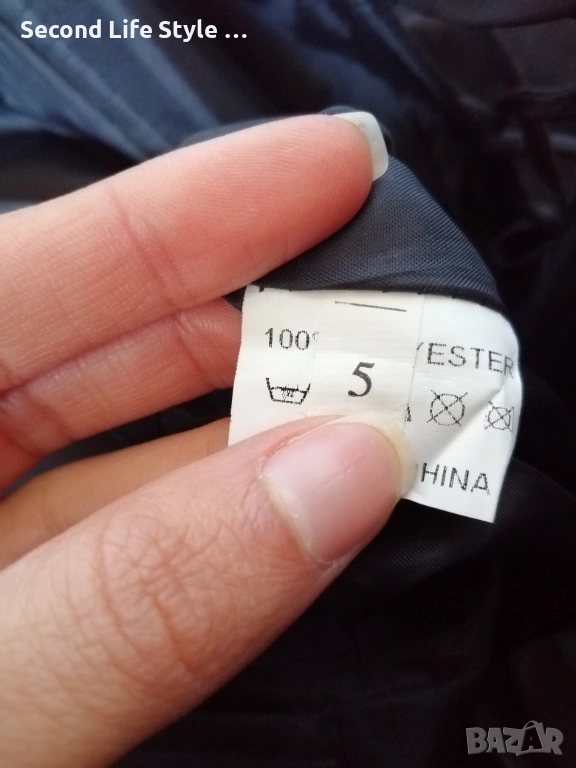 Second Life Style ...
100%
YESTER
5
HINA
BAZAR